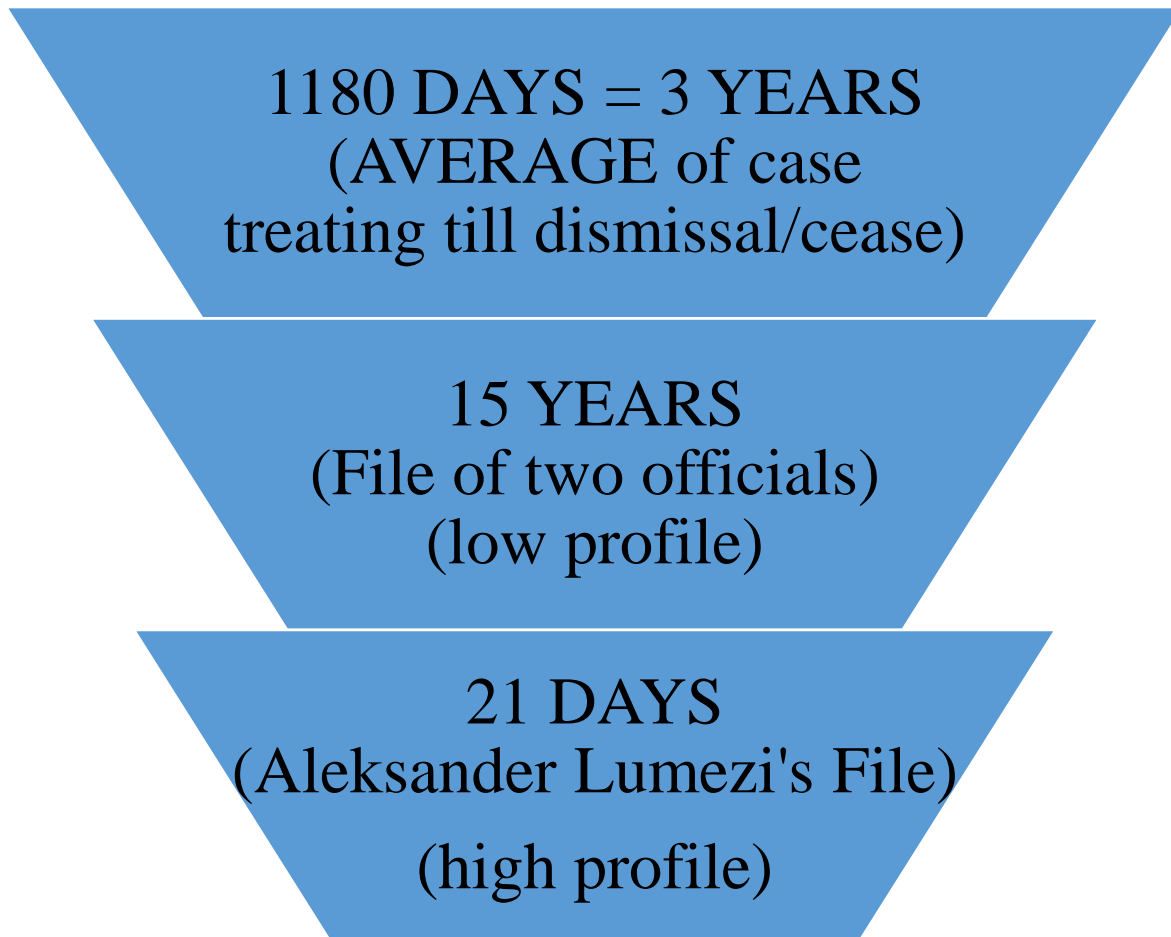 1180 DAYS = 3 YEARS
(AVERAGE of case
treating till dismissal/cease)
15 YEARS
(File of two officials)
(low profile)
21 DAYS
(Aleksander Lumezi's File)
(high profile)